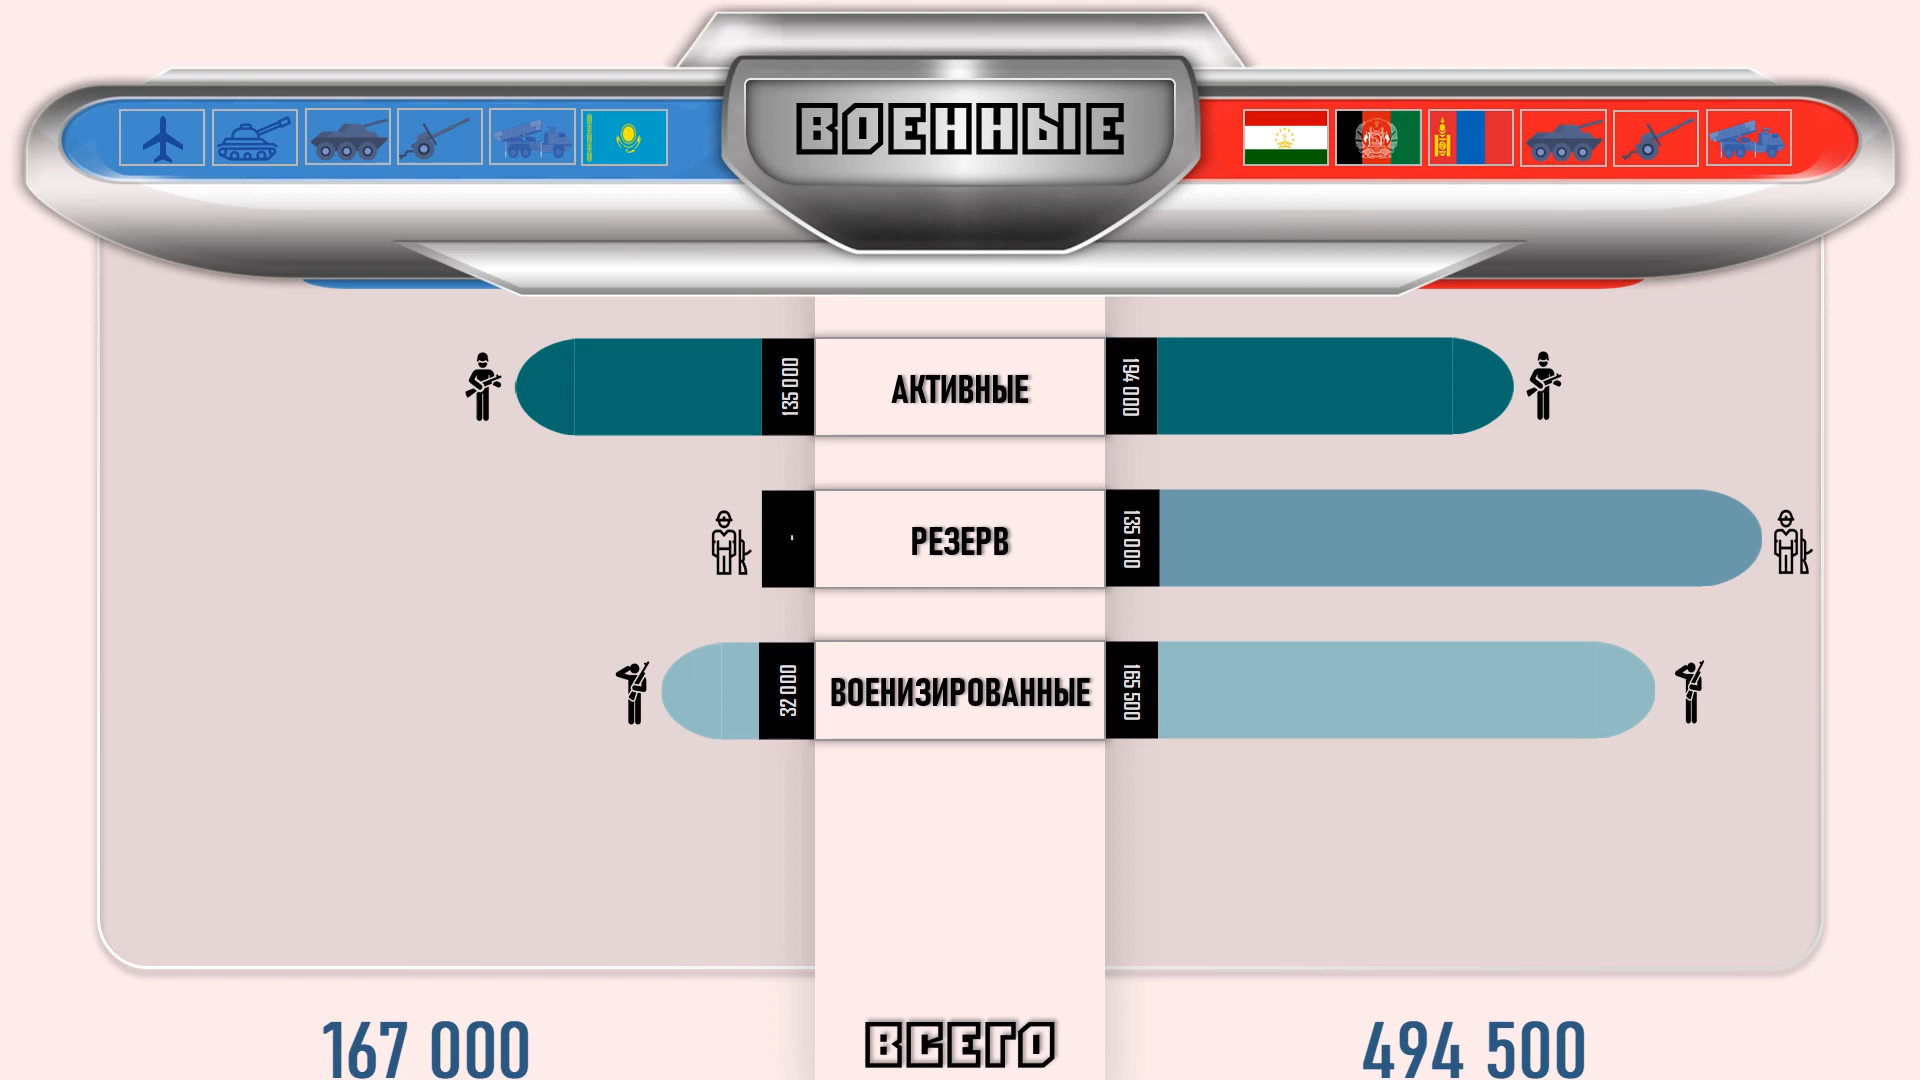 ВОЕННЫЕ
135 000 АКТИВНЫЕ 194 000
- РЕЗЕРВ 135 000
32 000 ВОЕНИЗИРОВАННЫЕ 165 500
167 000 ВСЕГО 494 500